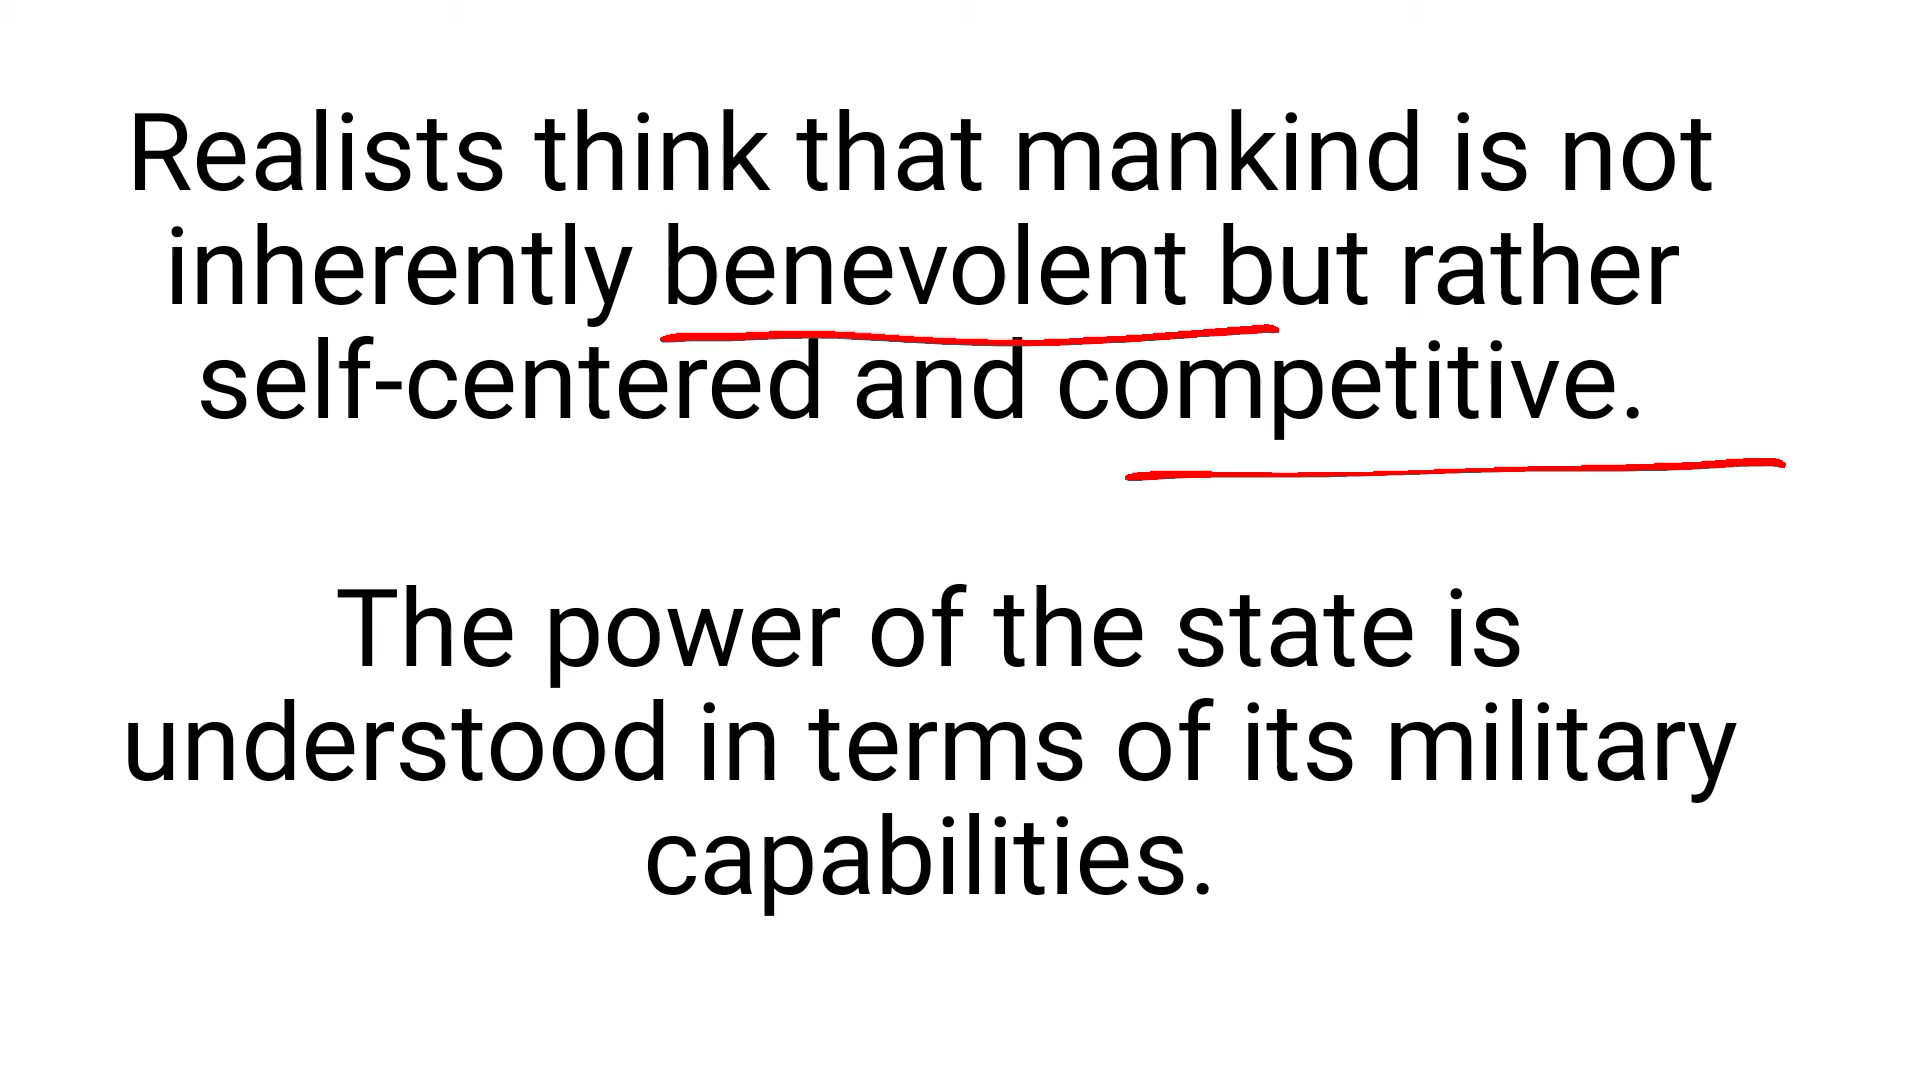 Realists think that mankind is not
inherently benevolent but rather
self-centered and competitive.
The power of the state is
understood in terms of its military
capabilities.